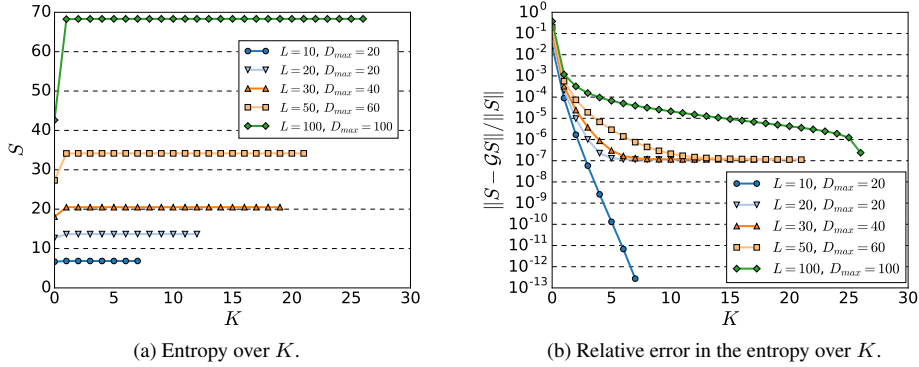 70
60
50
40
30
20
10
0
S
0 5 10 15 20 25 30
K
L = 10, D_max = 20
L = 20, D_max = 20
L = 30, D_max = 40
L = 50, D_max = 60
L = 100, D_max = 100
(a) Entropy over K.
10^0
10^-1
10^-2
10^-3
10^-4
10^-5
10^-6
10^-7
10^-8
10^-9
10^-10
10^-11
10^-12
10^-13
||S − 𝒢S||/||S||
0 5 10 15 20 25 30
K
L = 10, D_max = 20
L = 20, D_max = 20
L = 30, D_max = 40
L = 50, D_max = 60
L = 100, D_max = 100
(b) Relative error in the entropy over K.